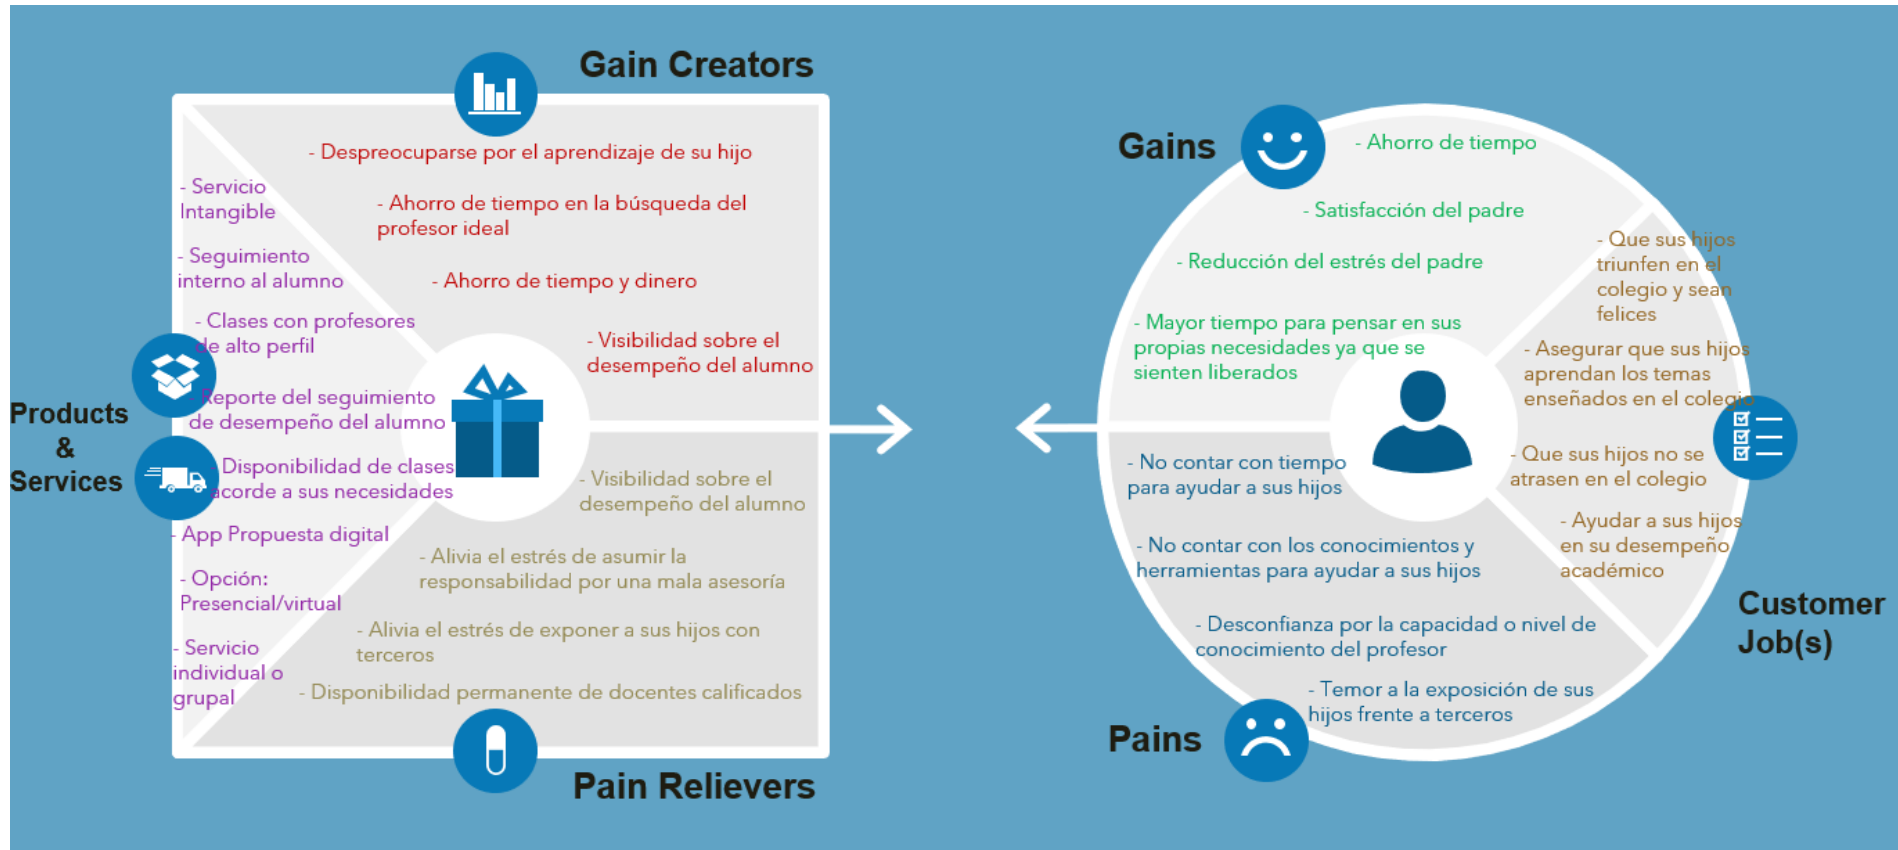 Gain Creators
- Despreocuparse por el aprendizaje de su hijo
- Ahorro de tiempo en la búsqueda del
profesor ideal
- Ahorro de tiempo y dinero
- Visibilidad sobre el
desempeño del alumno
- Servicio
Intangible
- Seguimiento
interno al alumno
- Clases con profesores
de alto perfil
- Reporte del seguimiento
de desempeño del alumno
Disponibilidad de clases
acorde a sus necesidades
- App Propuesta digital
- Opción:
Presencial/virtual
- Servicio
individual o
grupal
Products
&
Services
- Visibilidad sobre el
desempeño del alumno
- Alivia el estrés de asumir la
responsabilidad por una mala asesoría
- Alivia el estrés de exponer a sus hijos con
terceros
- Disponibilidad permanente de docentes calificados
Pain Relievers
Gains
- Ahorro de tiempo
- Satisfacción del padre
- Reducción del estrés del padre
- Mayor tiempo para pensar en sus
propias necesidades ya que se
sienten liberados
- Que sus hijos
triunfen en el
colegio y sean
felices
- Asegurar que sus hijos
aprendan los temas
enseñados en el colegio
- Que sus hijos no se
atrasen en el colegio
- Ayudar a sus hijos
en su desempeño
académico
Customer
Job(s)
- No contar con tiempo
para ayudar a sus hijos
- No contar con los conocimientos y
herramientas para ayudar a sus hijos
- Desconfianza por la capacidad o nivel de
conocimiento del profesor
- Temor a la exposición de sus
hijos frente a terceros
Pains